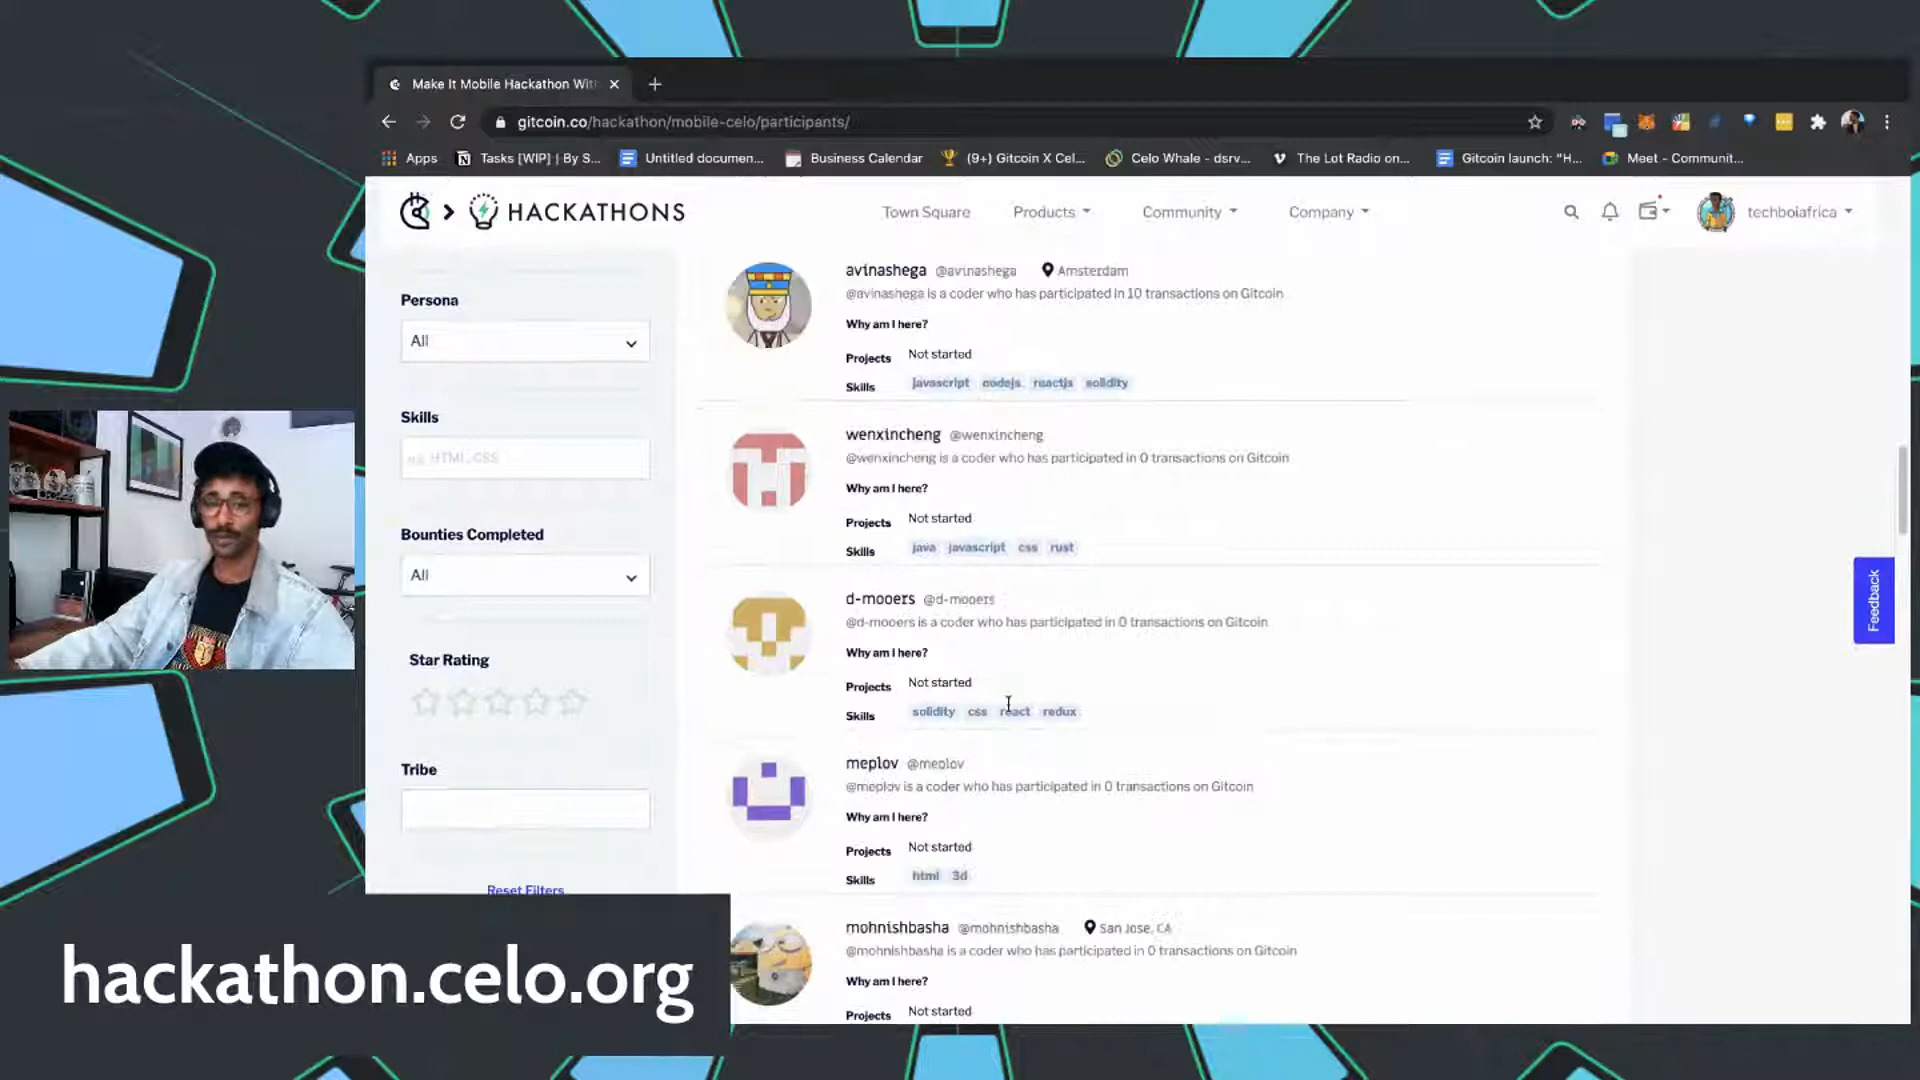 Make It Mobile Hackathon Wit
gitcoin.co/hackathon/mobile-celo/participants/
Apps Tasks [WIP] | By S... Untitled documen... Business Calendar (9+) Gitcoin X Cel... Celo Whale - dsrv... The Lot Radio on... Gitcoin launch: "H... Meet - Communit...
HACKATHONS Town Square Products Community Company techboiafrica
Persona
All
Skills
eg HTML, CSS
Bounties Completed
All
Star Rating
Tribe
Reset Filters
avinashega @avinashega Amsterdam
@avinashega is a coder who has participated in 10 transactions on Gitcoin
Why am I here?
Projects Not started
Skills javascript nodejs reactjs solidity
wenxincheng @wenxincheng
@wenxincheng is a coder who has participated in 0 transactions on Gitcoin
Why am I here?
Projects Not started
Skills java javascript css rust
d-mooers @d-mooers
@d-mooers is a coder who has participated in 0 transactions on Gitcoin
Why am I here?
Projects Not started
Skills solidity css react redux
meplov @meplov
@meplov is a coder who has participated in 0 transactions on Gitcoin
Why am I here?
Projects Not started
Skills html 3d
mohnishbasha @mohnishbasha San Jose, CA
@mohnishbasha is a coder who has participated in 0 transactions on Gitcoin
Why am I here?
Projects Not started
Feedback
hackathon.celo.org